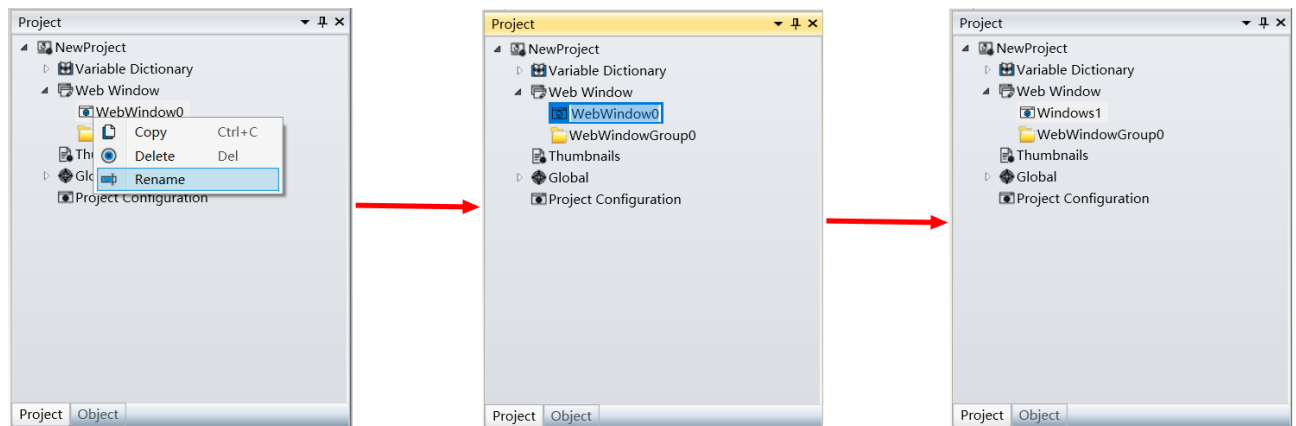 Project
NewProject
Variable Dictionary
Web Window
WebWindow0
Copy Ctrl+C
Delete Del
Rename
Project Configuration
Project Object
Project
NewProject
Variable Dictionary
Web Window
WebWindow0
WebWindowGroup0
Thumbnails
Global
Project Configuration
Project Object
Project
NewProject
Variable Dictionary
Web Window
Windows1
WebWindowGroup0
Thumbnails
Global
Project Configuration
Project Object